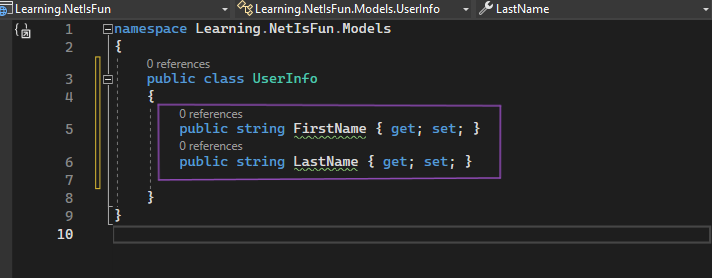 Learning.NetIsFun Learning.NetIsFun.Models.UserInfo LastName
1 namespace Learning.NetIsFun.Models
2 {
0 references
3 public class UserInfo
4 {
0 references
5 public string FirstName { get; set; }
0 references
6 public string LastName { get; set; }
7
8 }
9 }
10